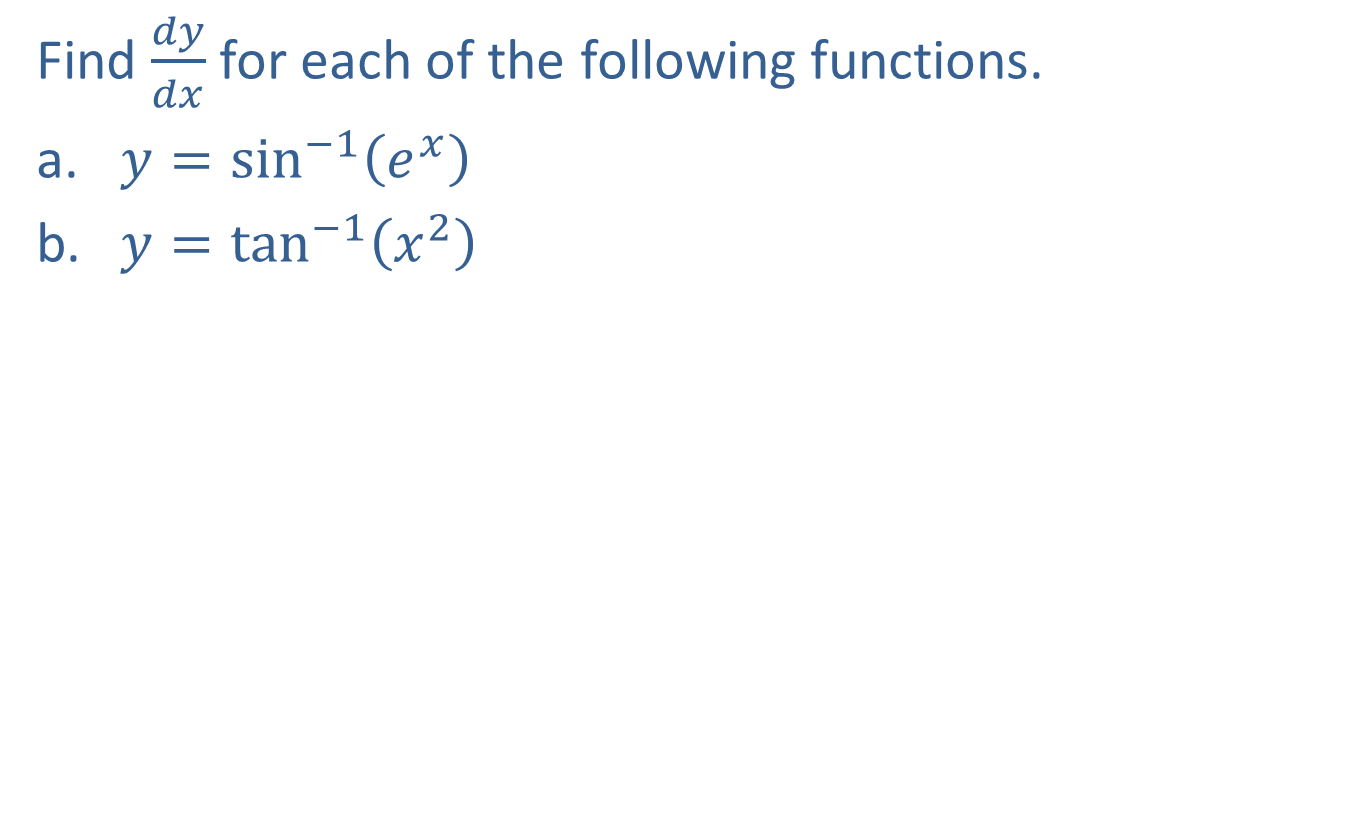 Find dy/dx for each of the following functions.
a. y = sin⁻¹(eˣ)
b. y = tan⁻¹(x²)